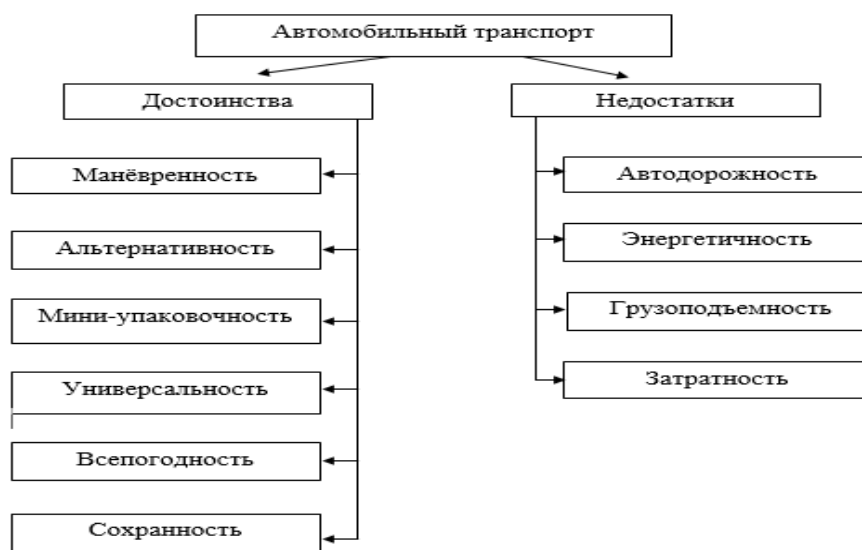 Автомобильный транспорт
Достоинства
Недостатки
Манёвренность
Альтернативность
Мини-упаковочность
Универсальность
Всепогодность
Сохранность
Автодорожность
Энергетичность
Грузоподъемность
Затратность